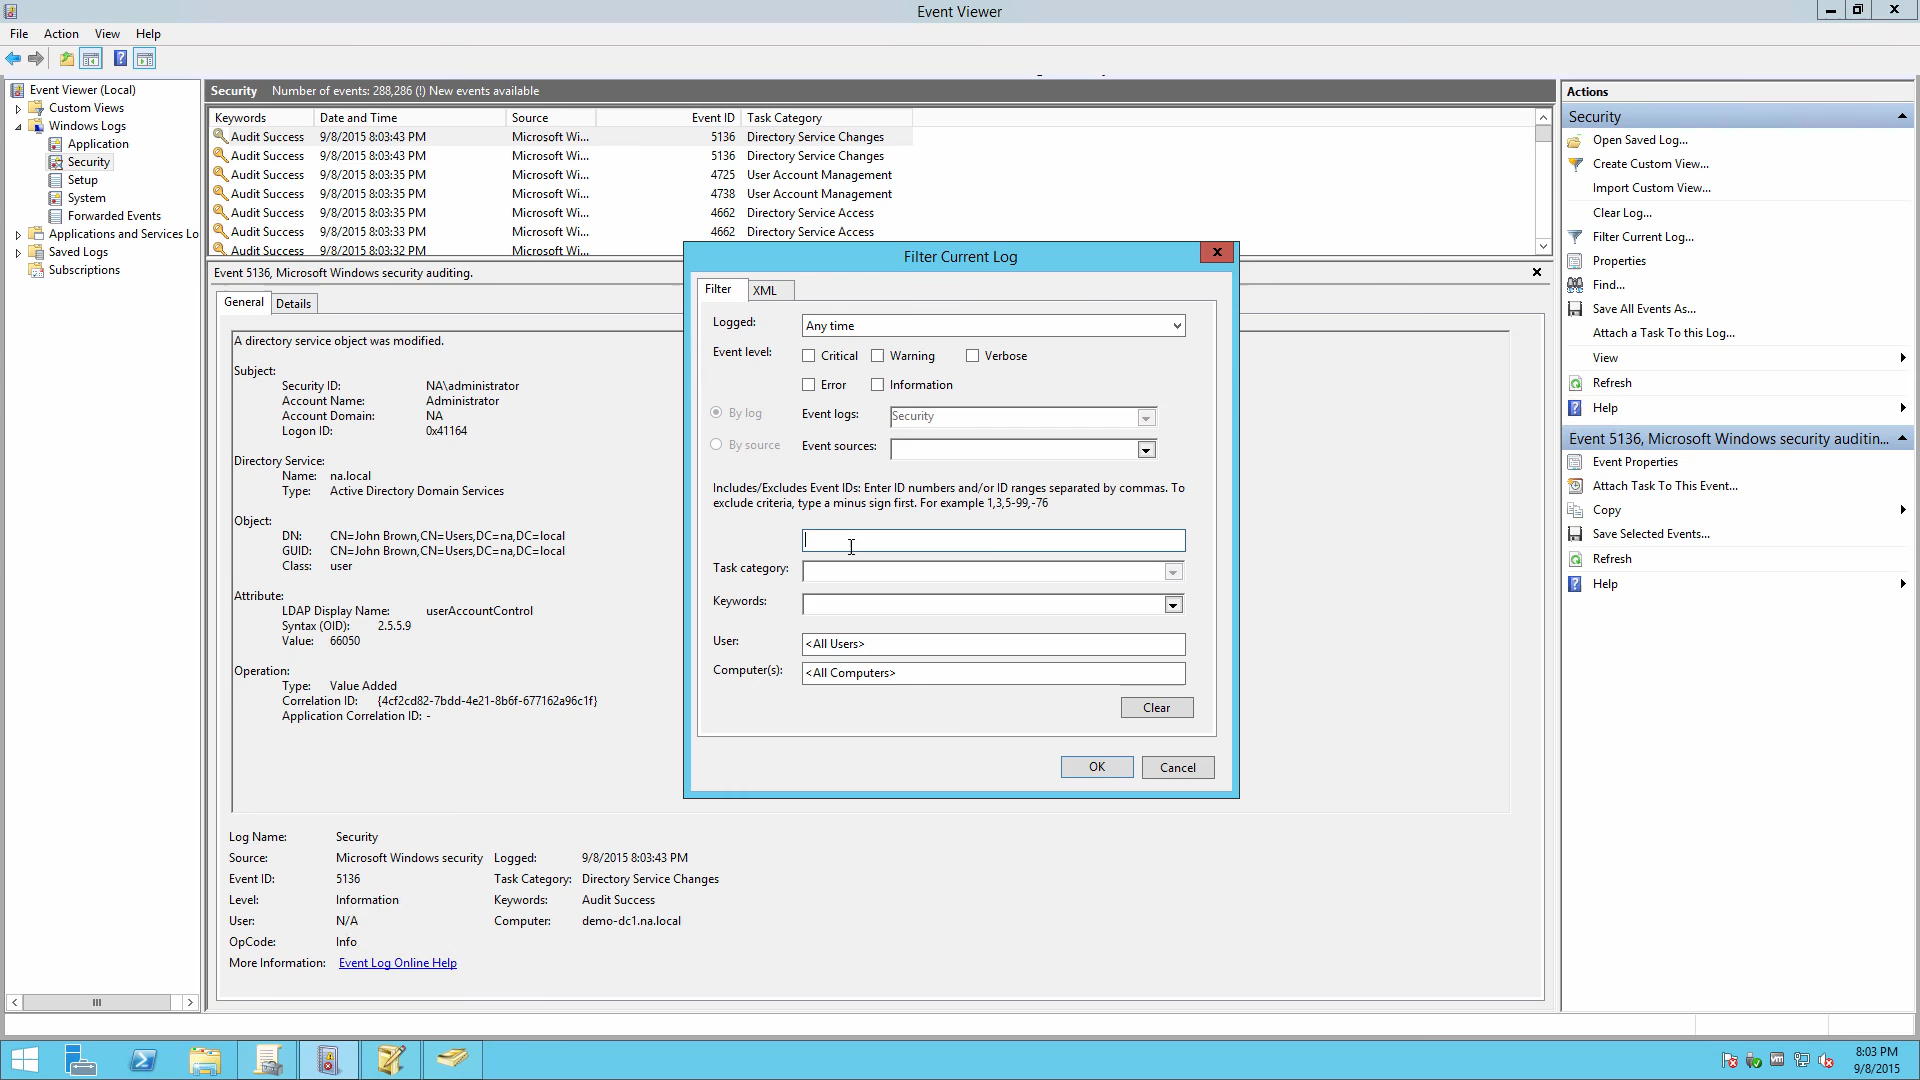 Event Viewer
File Action View Help
Event Viewer (Local)
Custom Views
Windows Logs
Application
Security
Setup
System
Forwarded Events
Applications and Services Lo
Saved Logs
Subscriptions
Security Number of events: 288,286 (!) New events available
Keywords Date and Time Source Event ID Task Category
Audit Success 9/8/2015 8:03:43 PM Microsoft Wi... 5136 Directory Service Changes
Audit Success 9/8/2015 8:03:43 PM Microsoft Wi... 5136 Directory Service Changes
Audit Success 9/8/2015 8:03:35 PM Microsoft Wi... 4725 User Account Management
Audit Success 9/8/2015 8:03:35 PM Microsoft Wi... 4738 User Account Management
Audit Success 9/8/2015 8:03:35 PM Microsoft Wi... 4662 Directory Service Access
Audit Success 9/8/2015 8:03:33 PM Microsoft Wi... 4662 Directory Service Access
Audit Success 9/8/2015 8:03:32 PM Microsoft Wi...
Event 5136, Microsoft Windows security auditing.
General Details
A directory service object was modified.
Subject:
Security ID: NA\administrator
Account Name: Administrator
Account Domain: NA
Logon ID: 0x41164
Directory Service:
Name: na.local
Type: Active Directory Domain Services
Object:
DN: CN=John Brown,CN=Users,DC=na,DC=local
GUID: CN=John Brown,CN=Users,DC=na,DC=local
Class: user
Attribute:
LDAP Display Name: userAccountControl
Syntax (OID): 2.5.5.9
Value: 66050
Operation:
Type: Value Added
Correlation ID: {4cf2cd82-7bdd-4e21-8b6f-677162a96c1f}
Application Correlation ID: -
Log Name: Security
Source: Microsoft Windows security Logged: 9/8/2015 8:03:43 PM
Event ID: 5136 Task Category: Directory Service Changes
Level: Information Keywords: Audit Success
User: N/A Computer: demo-dc1.na.local
OpCode: Info
More Information: Event Log Online Help
Filter Current Log
Filter XML
Logged: Any time
Event level: Critical Warning Verbose
Error Information
By log Event logs: Security
By source Event sources:
Includes/Excludes Event IDs: Enter ID numbers and/or ID ranges separated by commas. To
exclude criteria, type a minus sign first. For example 1,3,5-99,-76
Task category:
Keywords:
User: <All Users>
Computer(s): <All Computers>
Clear
OK Cancel
Actions
Security
Open Saved Log...
Create Custom View...
Import Custom View...
Clear Log...
Filter Current Log...
Properties
Find...
Save All Events As...
Attach a Task To this Log...
View
Refresh
Help
Event 5136, Microsoft Windows security auditin...
Event Properties
Attach Task To This Event...
Copy
Save Selected Events...
Refresh
Help
8:03 PM
9/8/2015